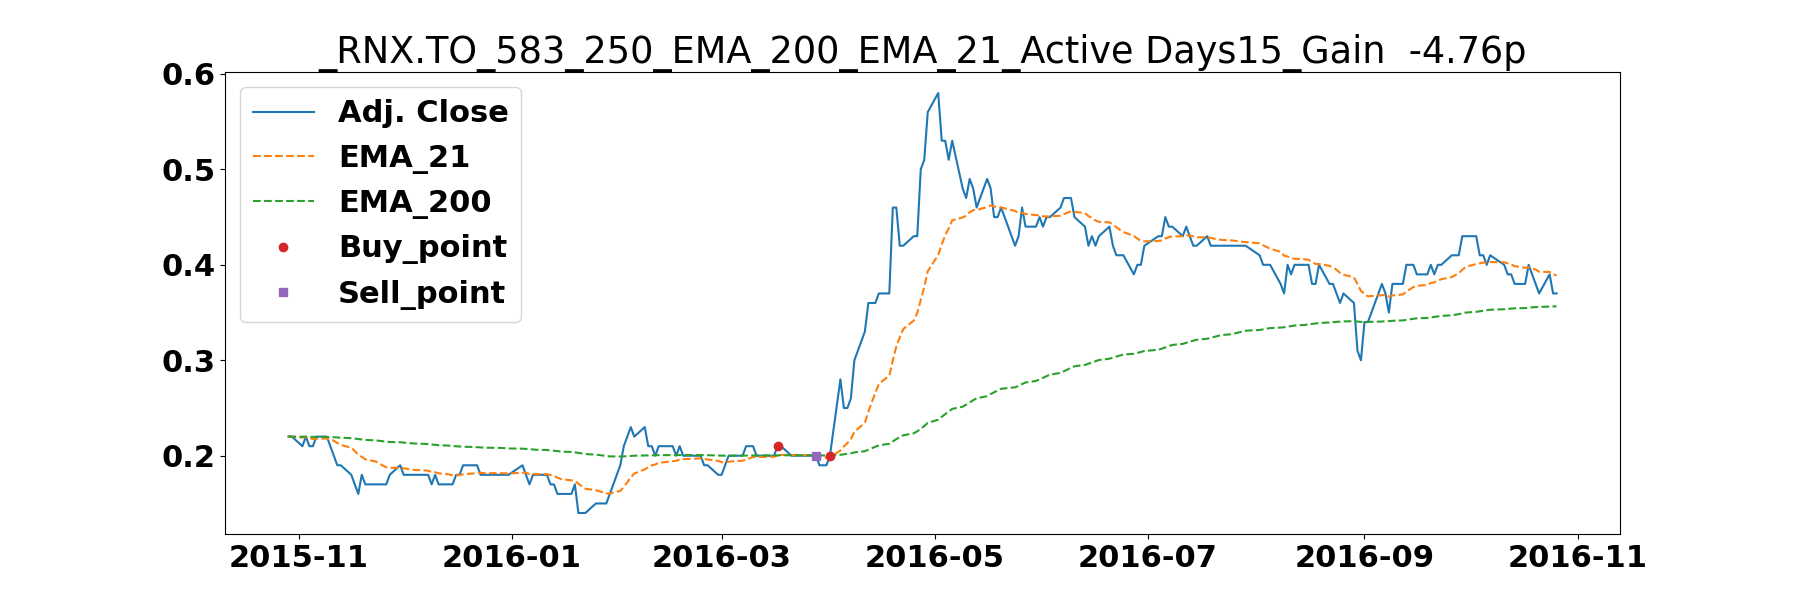 _RNX.TO_583_250_EMA_200_EMA_21_Active Days15_Gain  -4.76p
0.6
0.5
0.4
0.3
0.2
Adj. Close
EMA_21
EMA_200
Buy_point
Sell_point
2015-11
2016-01
2016-03
2016-05
2016-07
2016-09
2016-11